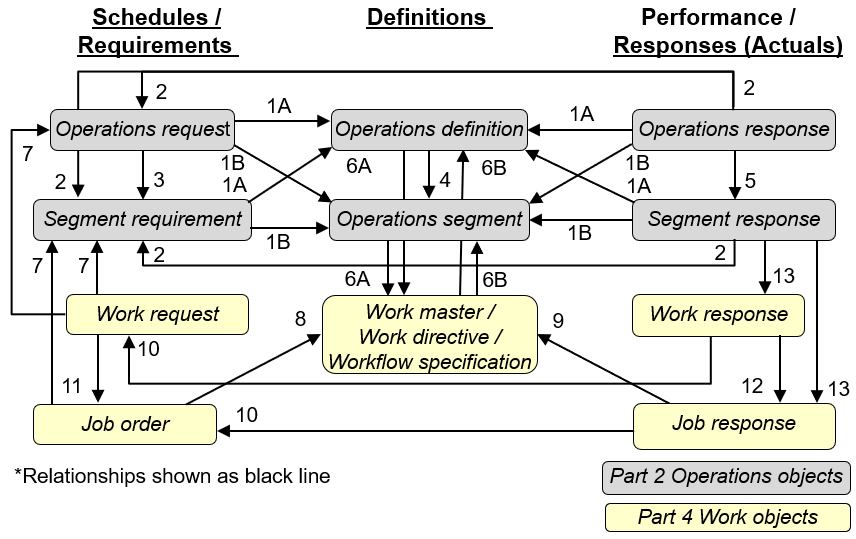 Schedules /
Requirements
Definitions
Performance /
Responses (Actuals)
2
2
1A
1A
Operations request
Operations definition
Operations response
7
1B
6A
6B
1B
2
3
1A
4
1A
5
Segment requirement
Operations segment
Segment response
1B
1B
7
7
2
6A
6B
2
13
Work request
Work master /
Work directive /
Workflow specification
Work response
8
9
10
11
12
13
Job order
10
Job response
*Relationships shown as black line
Part 2 Operations objects
Part 4 Work objects